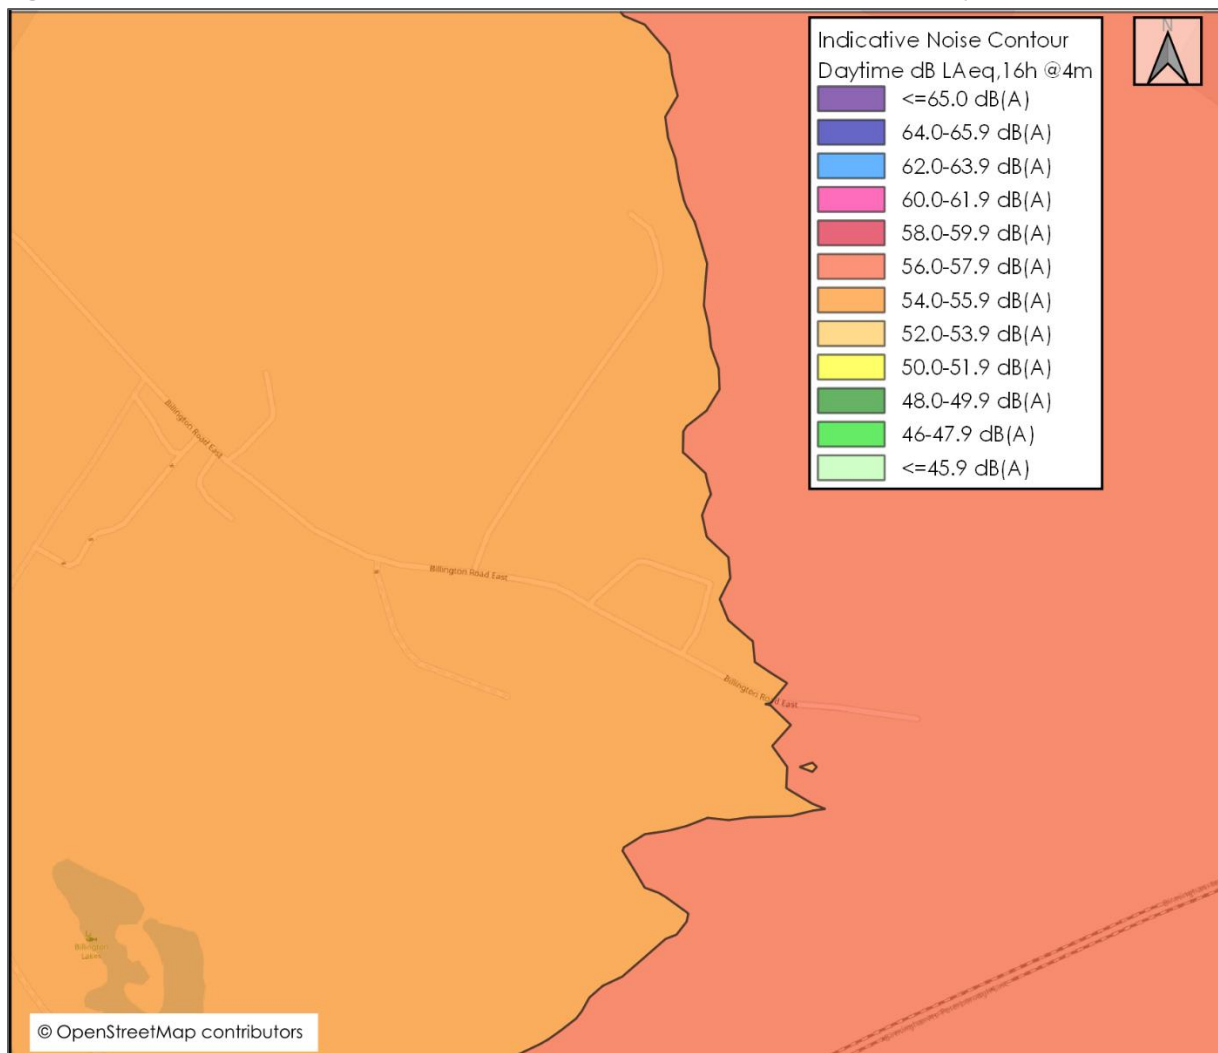 Indicative Noise Contour
Daytime dB LAeq,16h @4m
<=65.0 dB(A)
64.0-65.9 dB(A)
62.0-63.9 dB(A)
60.0-61.9 dB(A)
58.0-59.9 dB(A)
56.0-57.9 dB(A)
54.0-55.9 dB(A)
52.0-53.9 dB(A)
50.0-51.9 dB(A)
48.0-49.9 dB(A)
46-47.9 dB(A)
<=45.9 dB(A)
N
Billington Road East
Billington Road East
Billington Road East
Billington
Lakes
© OpenStreetMap contributors